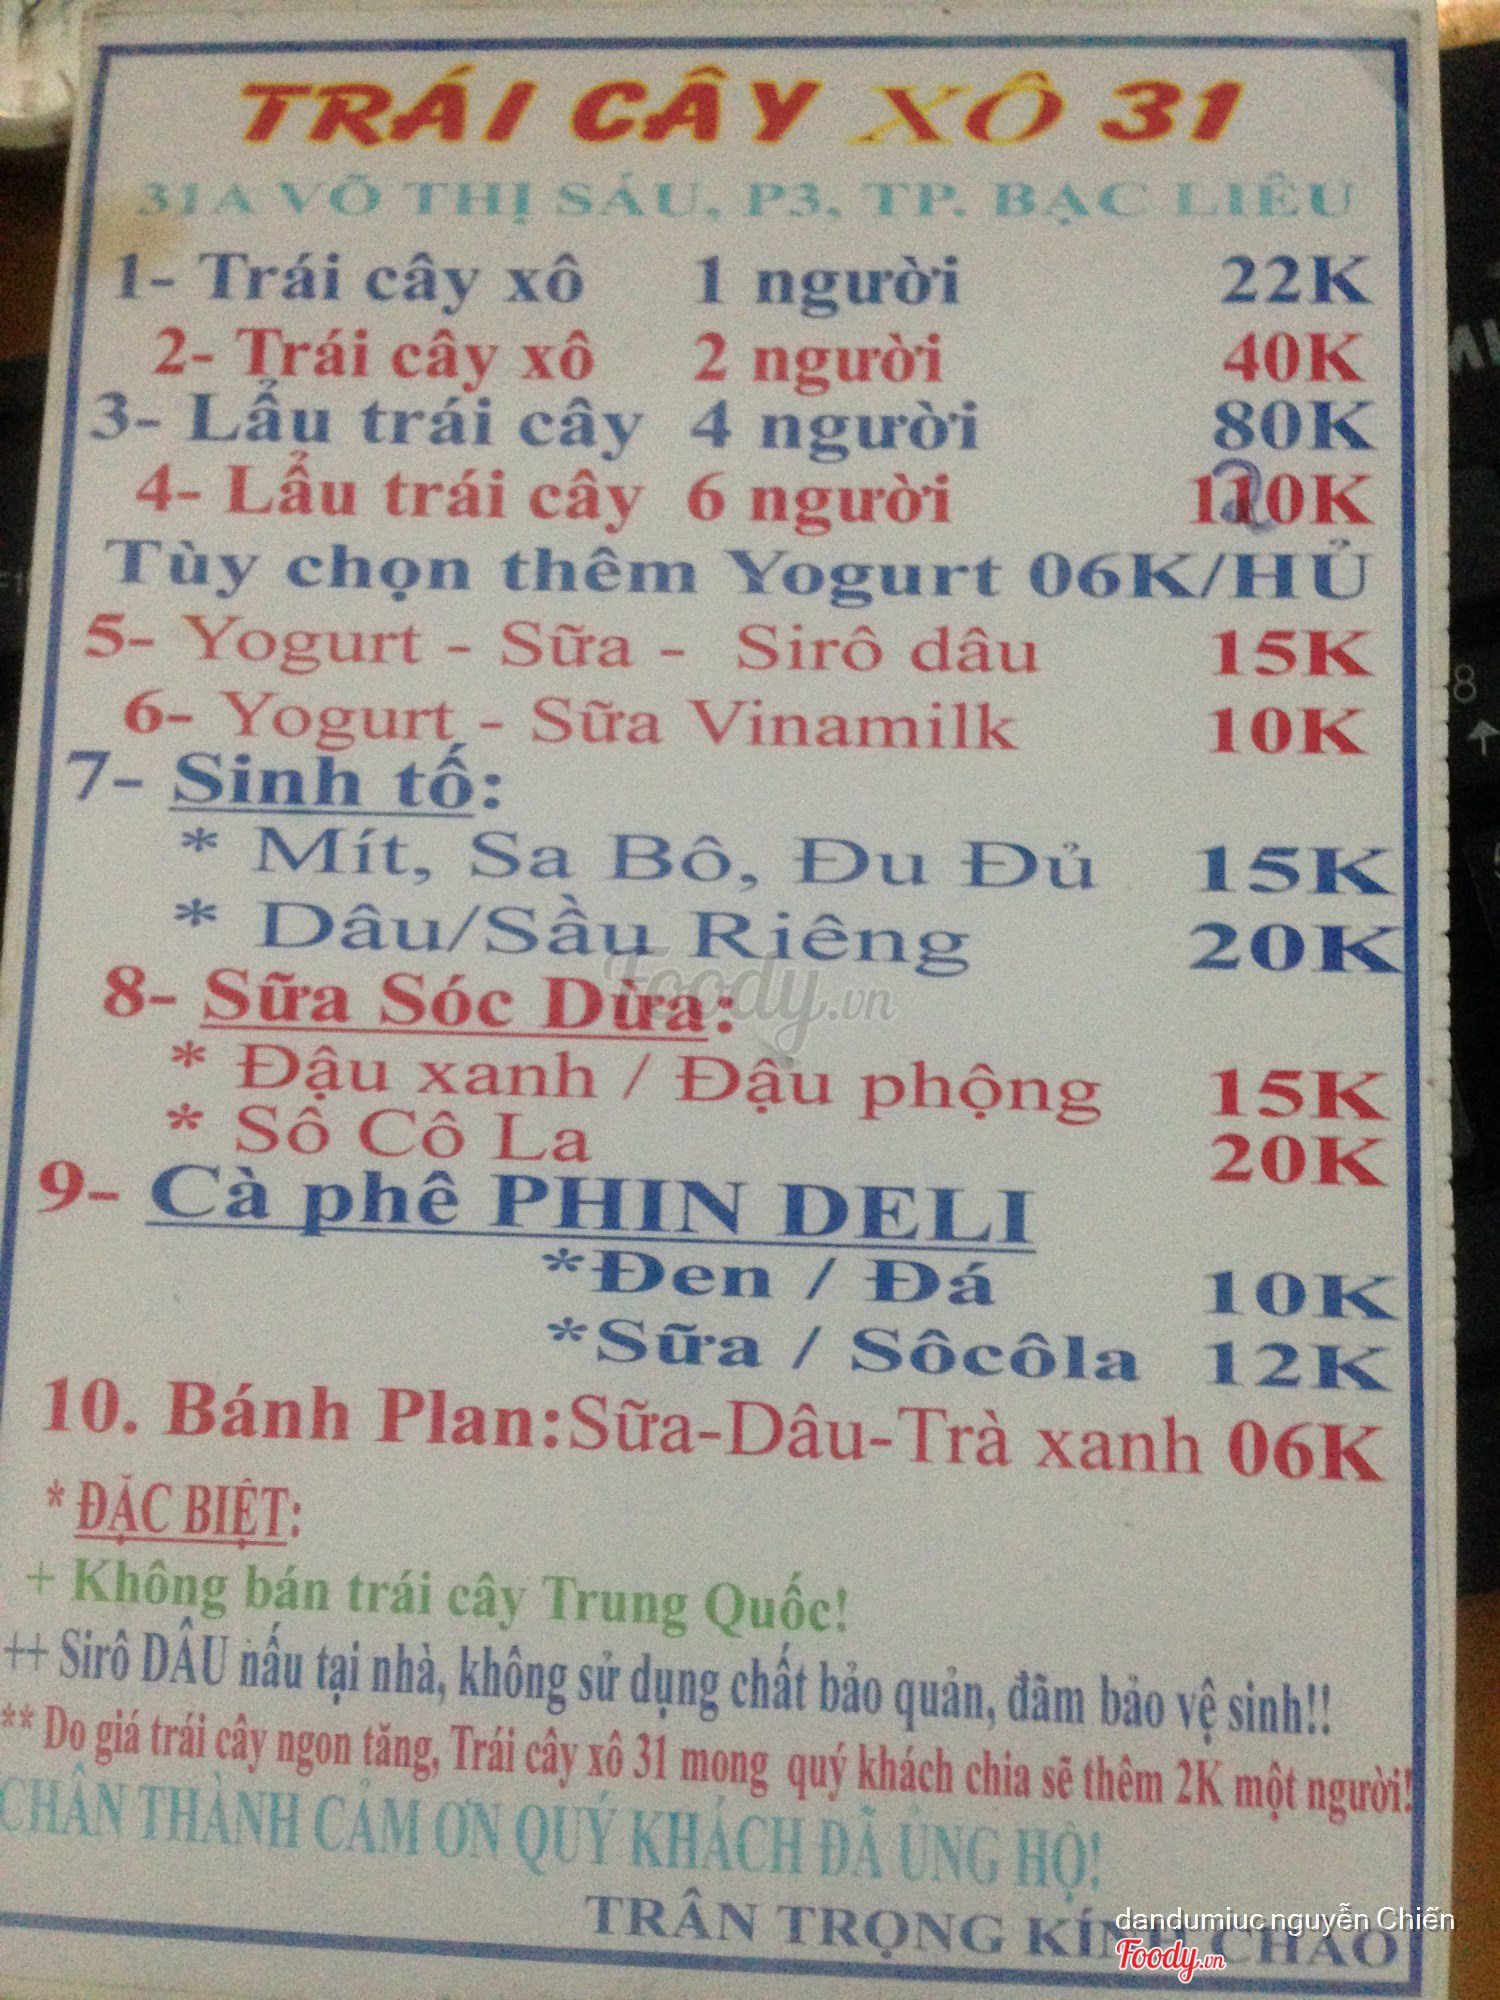 TRÁI CÂY XÔ 31
31A VÕ THỊ SÁU, P3, TP. BẠC LIÊU
1- Trái cây xô 1 người 22K
2- Trái cây xô 2 người 40K
3- Lẩu trái cây 4 người 80K
4- Lẩu trái cây 6 người 120K
Tùy chọn thêm Yogurt 06K/HỦ
5- Yogurt - Sữa - Sirô dâu 15K
6- Yogurt - Sữa Vinamilk 10K
7- Sinh tố:
* Mít, Sa Bô, Đu Đủ 15K
* Dâu/Sầu Riêng 20K
8- Sữa Sóc Dừa:
* Đậu xanh / Đậu phộng 15K
* Sô Cô La 20K
9- Cà phê PHIN DELI
*Đen / Đá 10K
*Sữa / Sôcôla 12K
10. Bánh Plan:Sữa-Dâu-Trà xanh 06K
* ĐẶC BIỆT:
+ Không bán trái cây Trung Quốc!
++ Sirô DÂU nấu tại nhà, không sử dụng chất bảo quản, đãm bảo vệ sinh!!
** Do giá trái cây ngon tăng, Trái cây xô 31 mong quý khách chia sẽ thêm 2K một người!
CHÂN THÀNH CẢM ƠN QUÝ KHÁCH ĐÃ ỦNG HỘ!
TRÂN TRỌNG KÍNH CHÀO
Foody.vn
dandumiuc nguyễn Chiến
Foody.vn